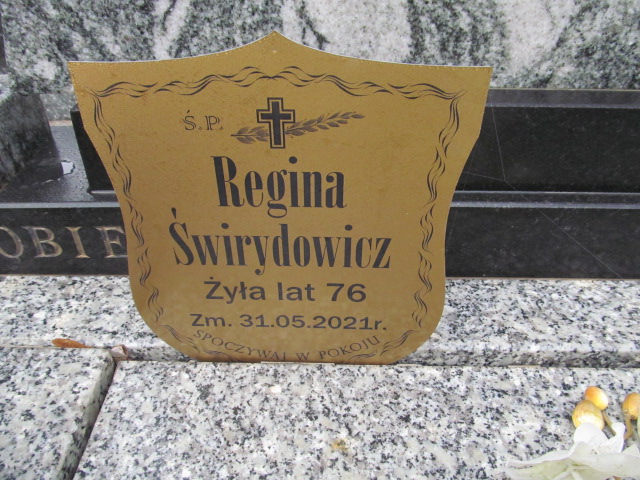 Ś.P.
Regina
Świrydowicz
Żyła lat 76
Zm. 31.05.2021r.
SPOCZYWAJ W POKOJU
OBIE